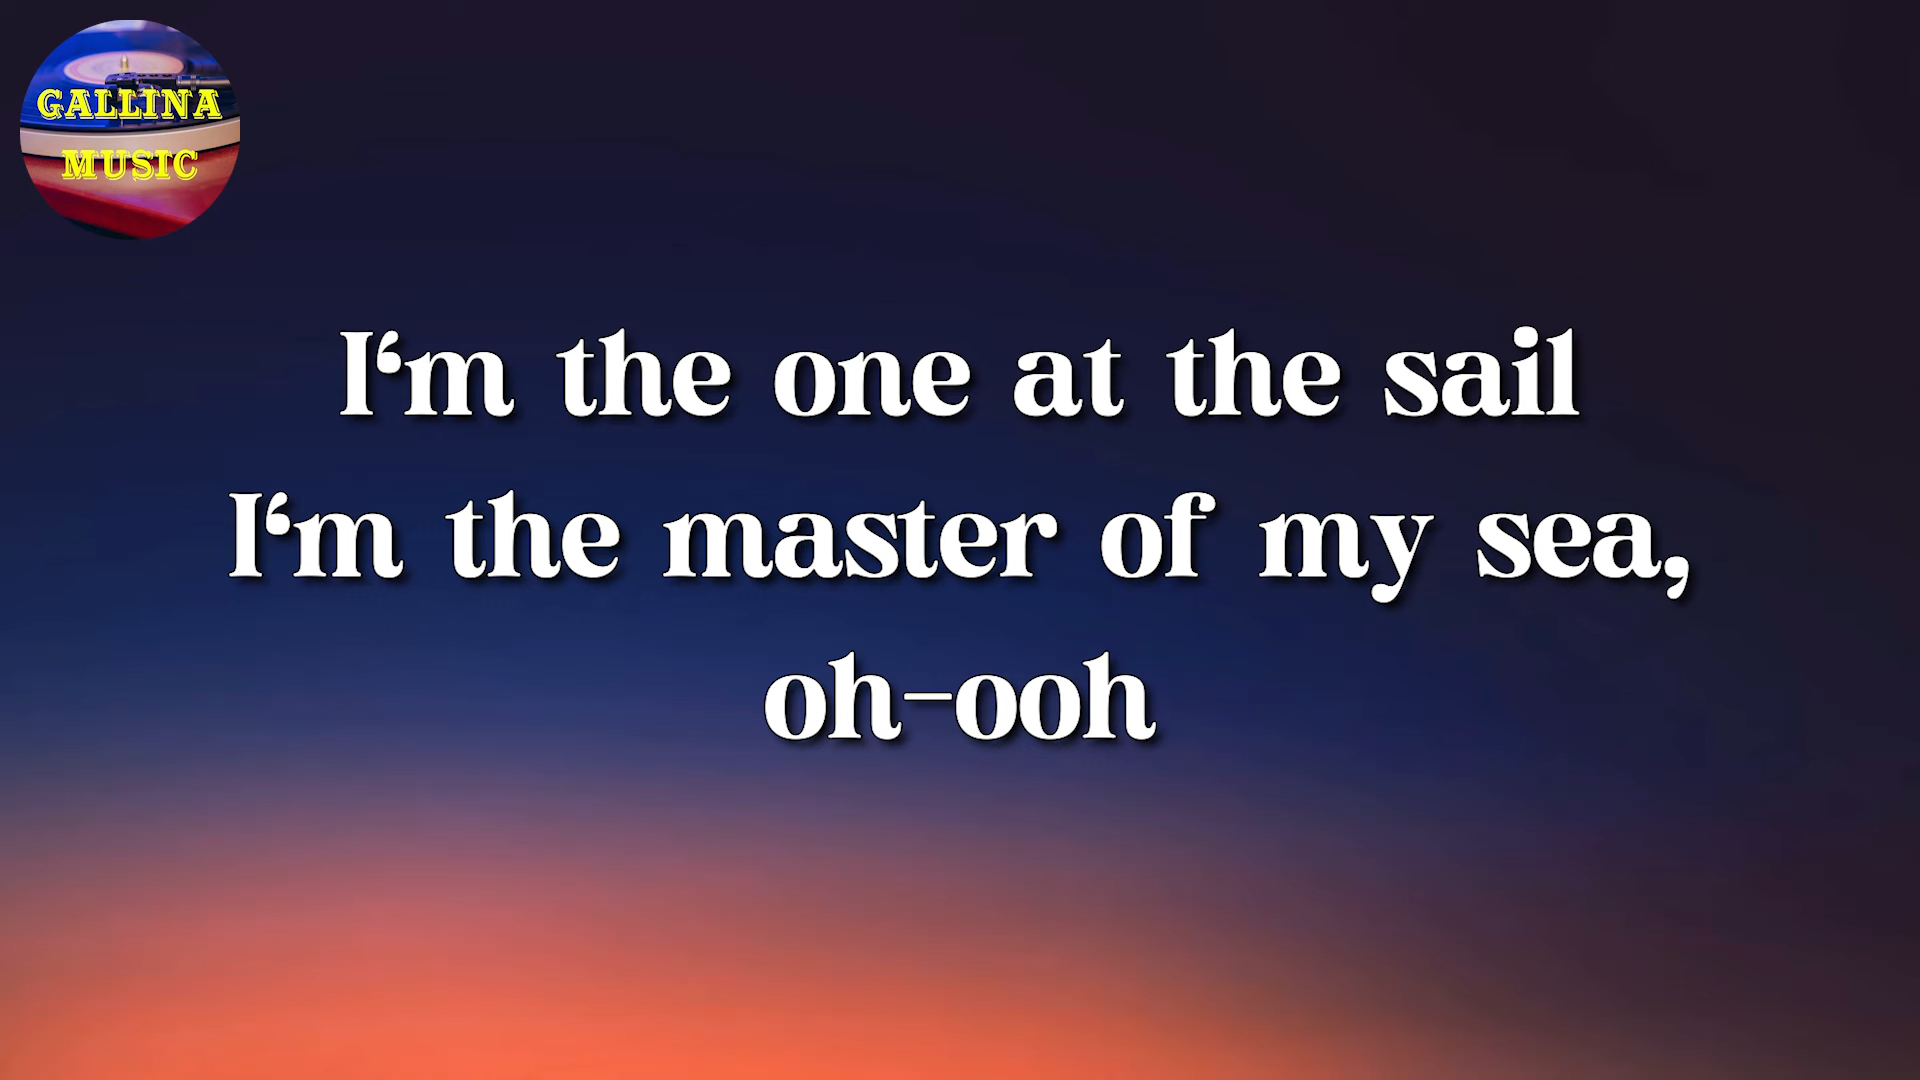 GALLINA
MUSIC
I‘m the one at the sail
I‘m the master of my sea,
oh-ooh